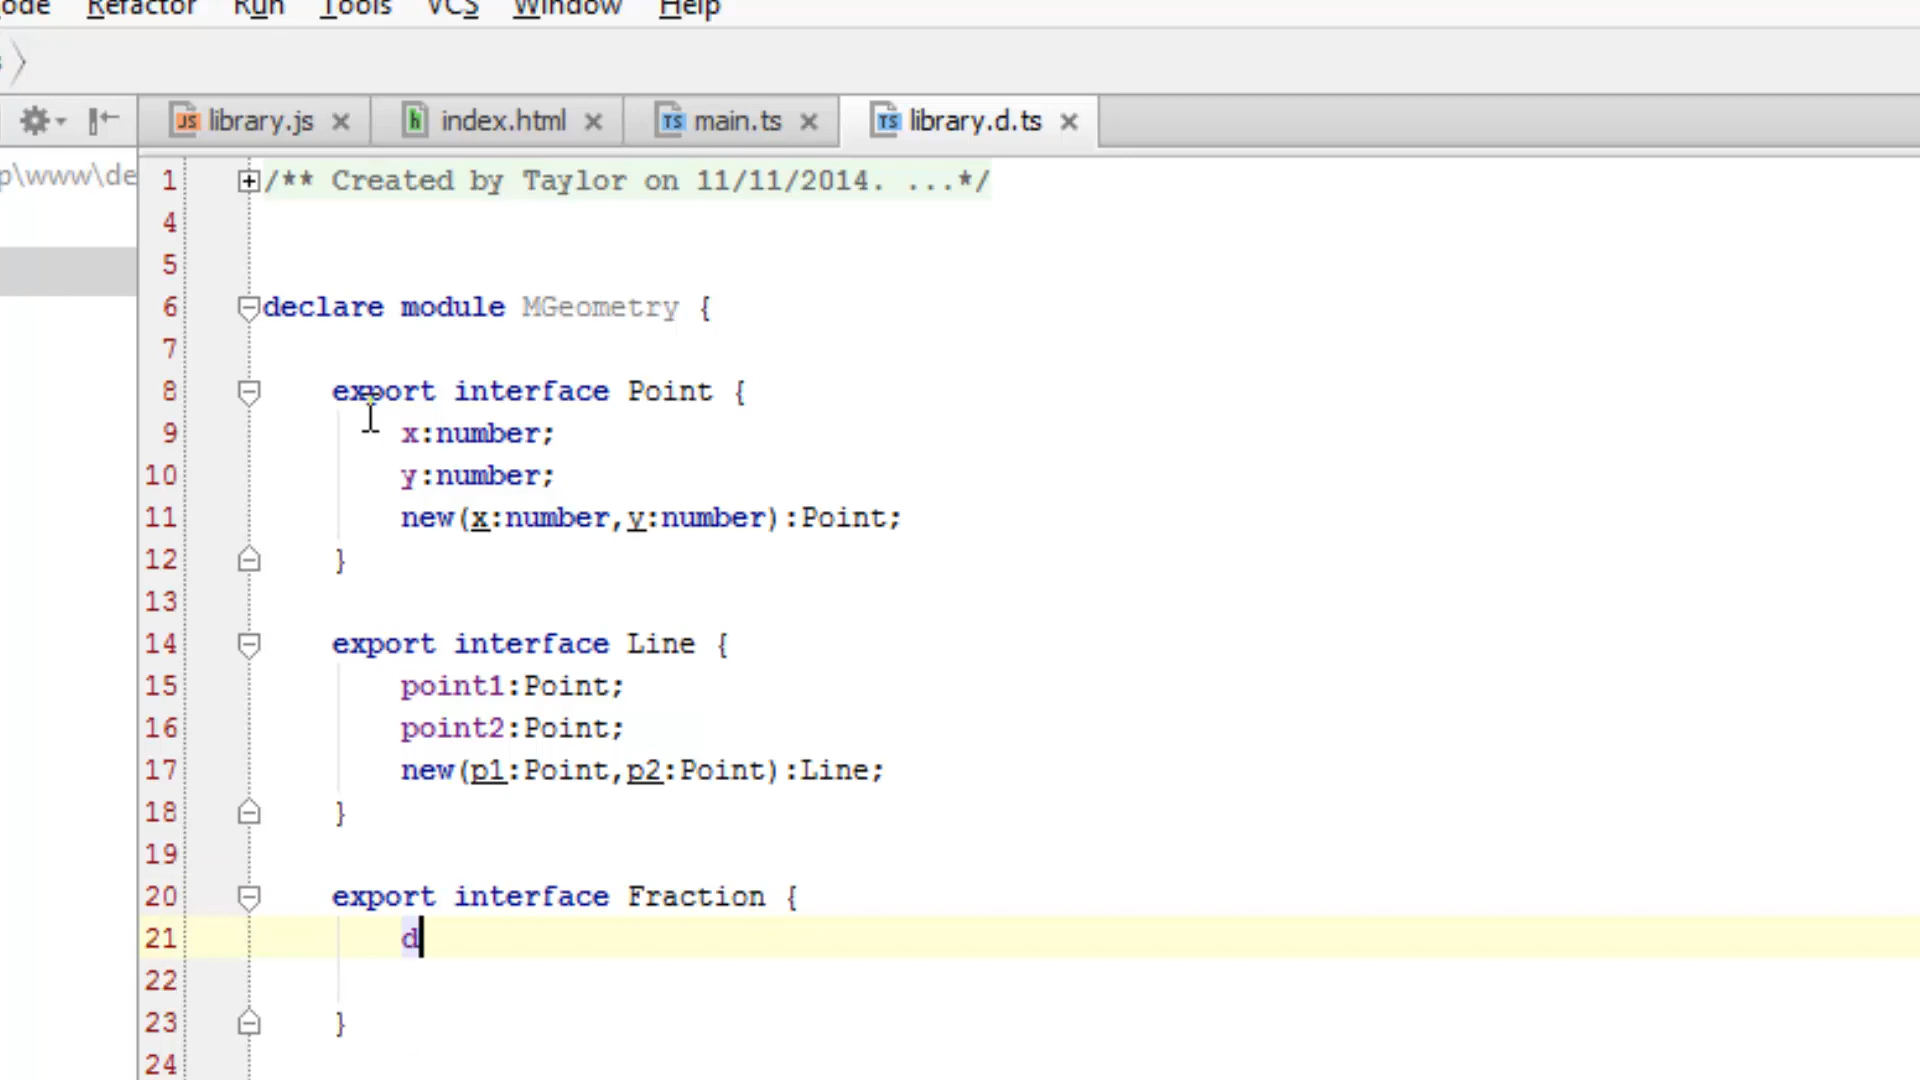 ode Refactor Run Tools VCS Window Help
library.js index.html main.ts library.d.ts
p\www\de
1 /** Created by Taylor on 11/11/2014. ...*/
4
5
6 declare module MGeometry {
7
8 export interface Point {
9 x:number;
10 y:number;
11 new(x:number,y:number):Point;
12 }
13
14 export interface Line {
15 point1:Point;
16 point2:Point;
17 new(p1:Point,p2:Point):Line;
18 }
19
20 export interface Fraction {
21 d
22
23 }
24